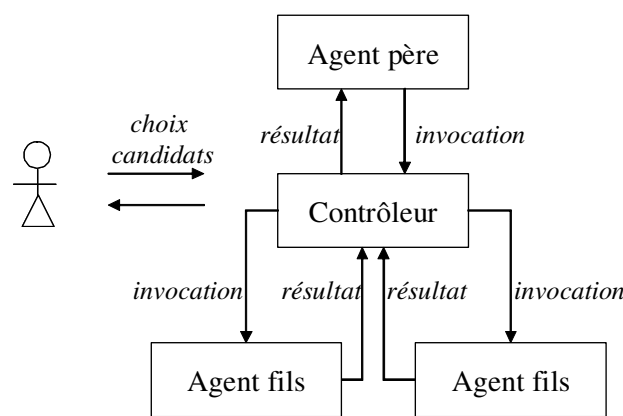 Agent père
choix
candidats
résultat
invocation
Contrôleur
invocation
résultat
résultat
invocation
Agent fils
Agent fils